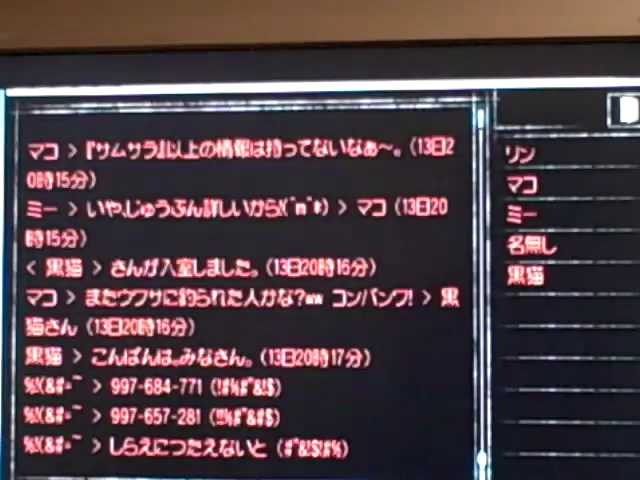 マコ > 『サムサラ』以上の情報は持ってないなぁ～。(13日2
0時15分)
ミー > いや、じゅうぶん詳しいから!(ﾟmﾟ*) > マコ (13日20
時15分)
< 黒猫 > さんが入室しました。(13日20時16分)
マコ > またウワサに釣られた人かな?ww コンバンワ! > 黒
猫さん (13日20時16分)
黒猫 > こんばんは。みなさん。(13日20時17分)
> 997-684-771
> 997-657-281
> しらえにつたえないと
リン
マコ
ミー
名無し
黒猫